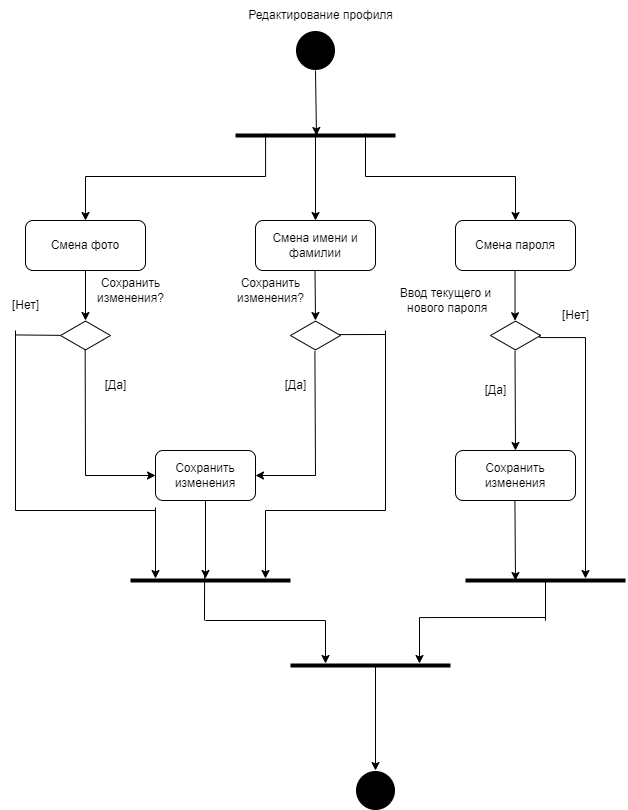 Редактирование профиля
Смена фото
Смена имени и
фамилии
Смена пароля
Сохранить
изменения?
Сохранить
изменения?
Ввод текущего и
нового пароля
[Нет]
[Нет]
[Да]
[Да]
[Да]
Сохранить
изменения
Сохранить
изменения